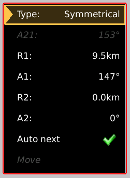 Type: Symmetrical
A21: 153°
R1: 9.5km
A1: 147°
R2: 0.0km
A2: 0°
Auto next
Move